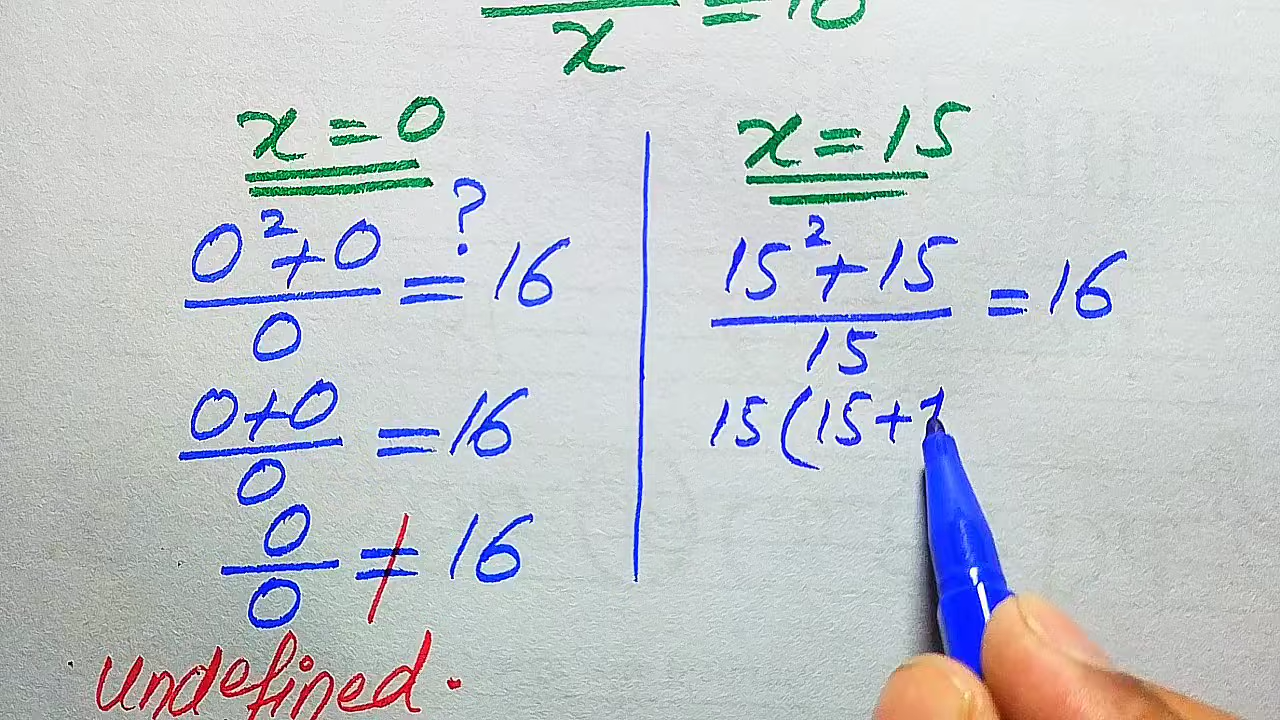 x = 16
x = 0
0²+0/0 =? 16
0+0/0 = 16
0/0 ≠ 16
undefined.
x = 15
15²+15/15 = 16
15(15+1